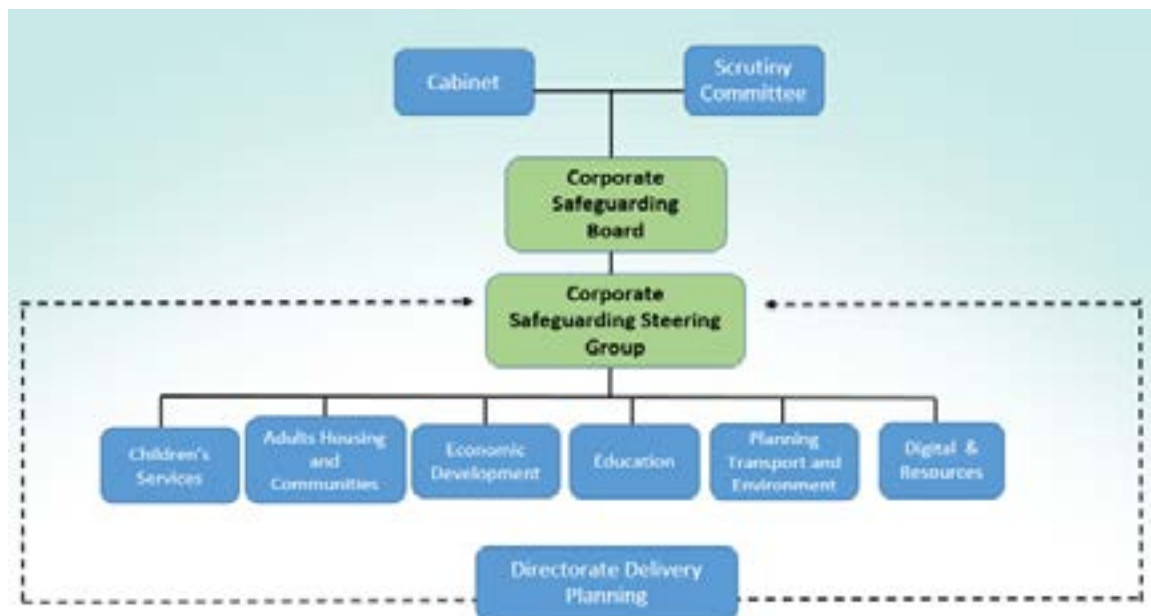 Cabinet
Scrutiny
Committee
Corporate
Safeguarding
Board
Corporate
Safeguarding Steering
Group
Children's
Services
Adults Housing
and
Communities
Economic
Development
Education
Planning
Transport and
Environment
Digital &
Resources
Directorate Delivery
Planning